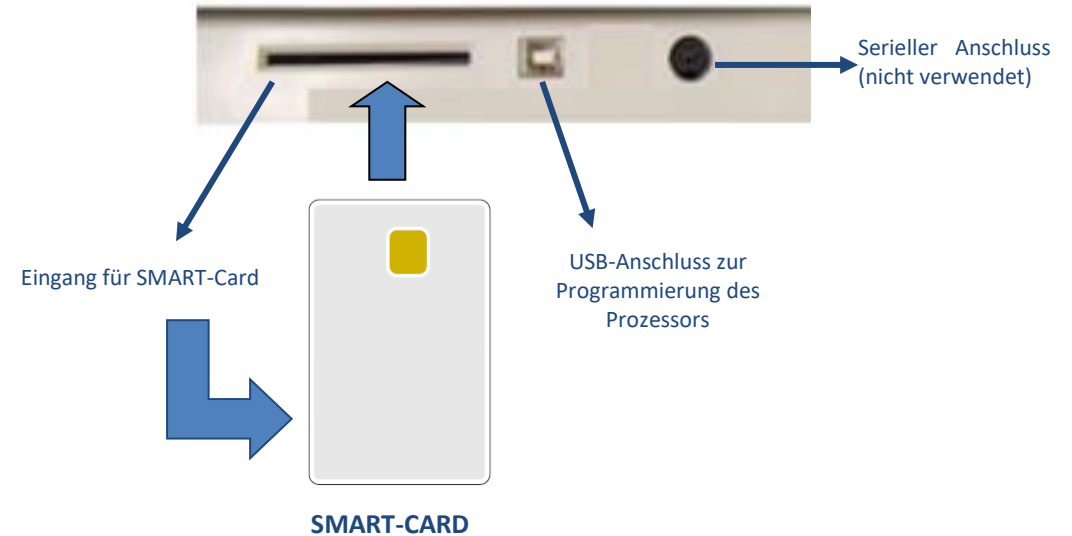 Serieller Anschluss
(nicht verwendet)
Eingang für SMART-Card
USB-Anschluss zur
Programmierung des
Prozessors
SMART-CARD